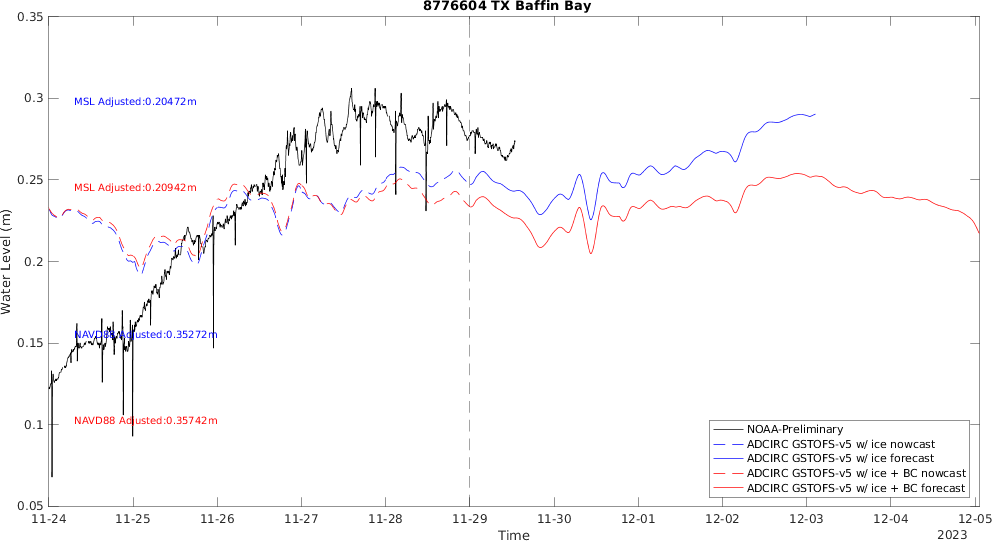 8776604 TX Baffin Bay
0.35
0.3
0.25
0.2
0.15
0.1
0.05
Water Level (m)
MSL Adjusted:0.20472m
MSL Adjusted:0.20942m
NAVD88 Adjusted:0.35272m
NAVD88 Adjusted:0.35742m
NOAA-Preliminary
ADCIRC GSTOFS-v5 w/ ice nowcast
ADCIRC GSTOFS-v5 w/ ice forecast
ADCIRC GSTOFS-v5 w/ ice + BC nowcast
ADCIRC GSTOFS-v5 w/ ice + BC forecast
11-24 11-25 11-26 11-27 11-28 11-29 11-30 12-01 12-02 12-03 12-04 12-05
Time
2023